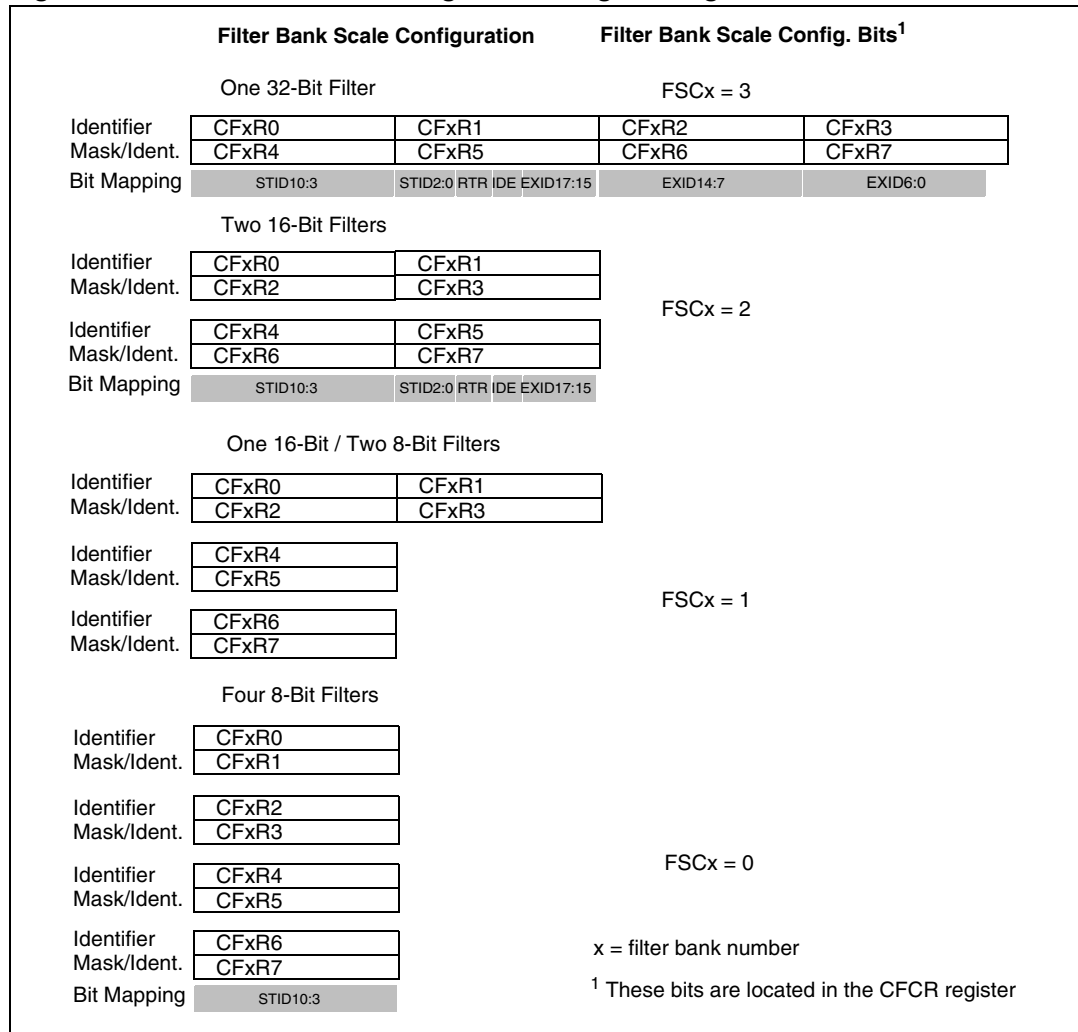 Filter Bank Scale Configuration Filter Bank Scale Config. Bits1
One 32-Bit Filter FSCx = 3
Identifier CFxR0 CFxR1 CFxR2 CFxR3
Mask/Ident. CFxR4 CFxR5 CFxR6 CFxR7
Bit Mapping STID10:3 STID2:0 RTR IDE EXID17:15 EXID14:7 EXID6:0
Two 16-Bit Filters
Identifier CFxR0 CFxR1
Mask/Ident. CFxR2 CFxR3
FSCx = 2
Identifier CFxR4 CFxR5
Mask/Ident. CFxR6 CFxR7
Bit Mapping STID10:3 STID2:0 RTR IDE EXID17:15
One 16-Bit / Two 8-Bit Filters
Identifier CFxR0 CFxR1
Mask/Ident. CFxR2 CFxR3
Identifier CFxR4
Mask/Ident. CFxR5
FSCx = 1
Identifier CFxR6
Mask/Ident. CFxR7
Four 8-Bit Filters
Identifier CFxR0
Mask/Ident. CFxR1
Identifier CFxR2
Mask/Ident. CFxR3
FSCx = 0
Identifier CFxR4
Mask/Ident. CFxR5
Identifier CFxR6
Mask/Ident. CFxR7
Bit Mapping STID10:3
x = filter bank number
1 These bits are located in the CFCR register